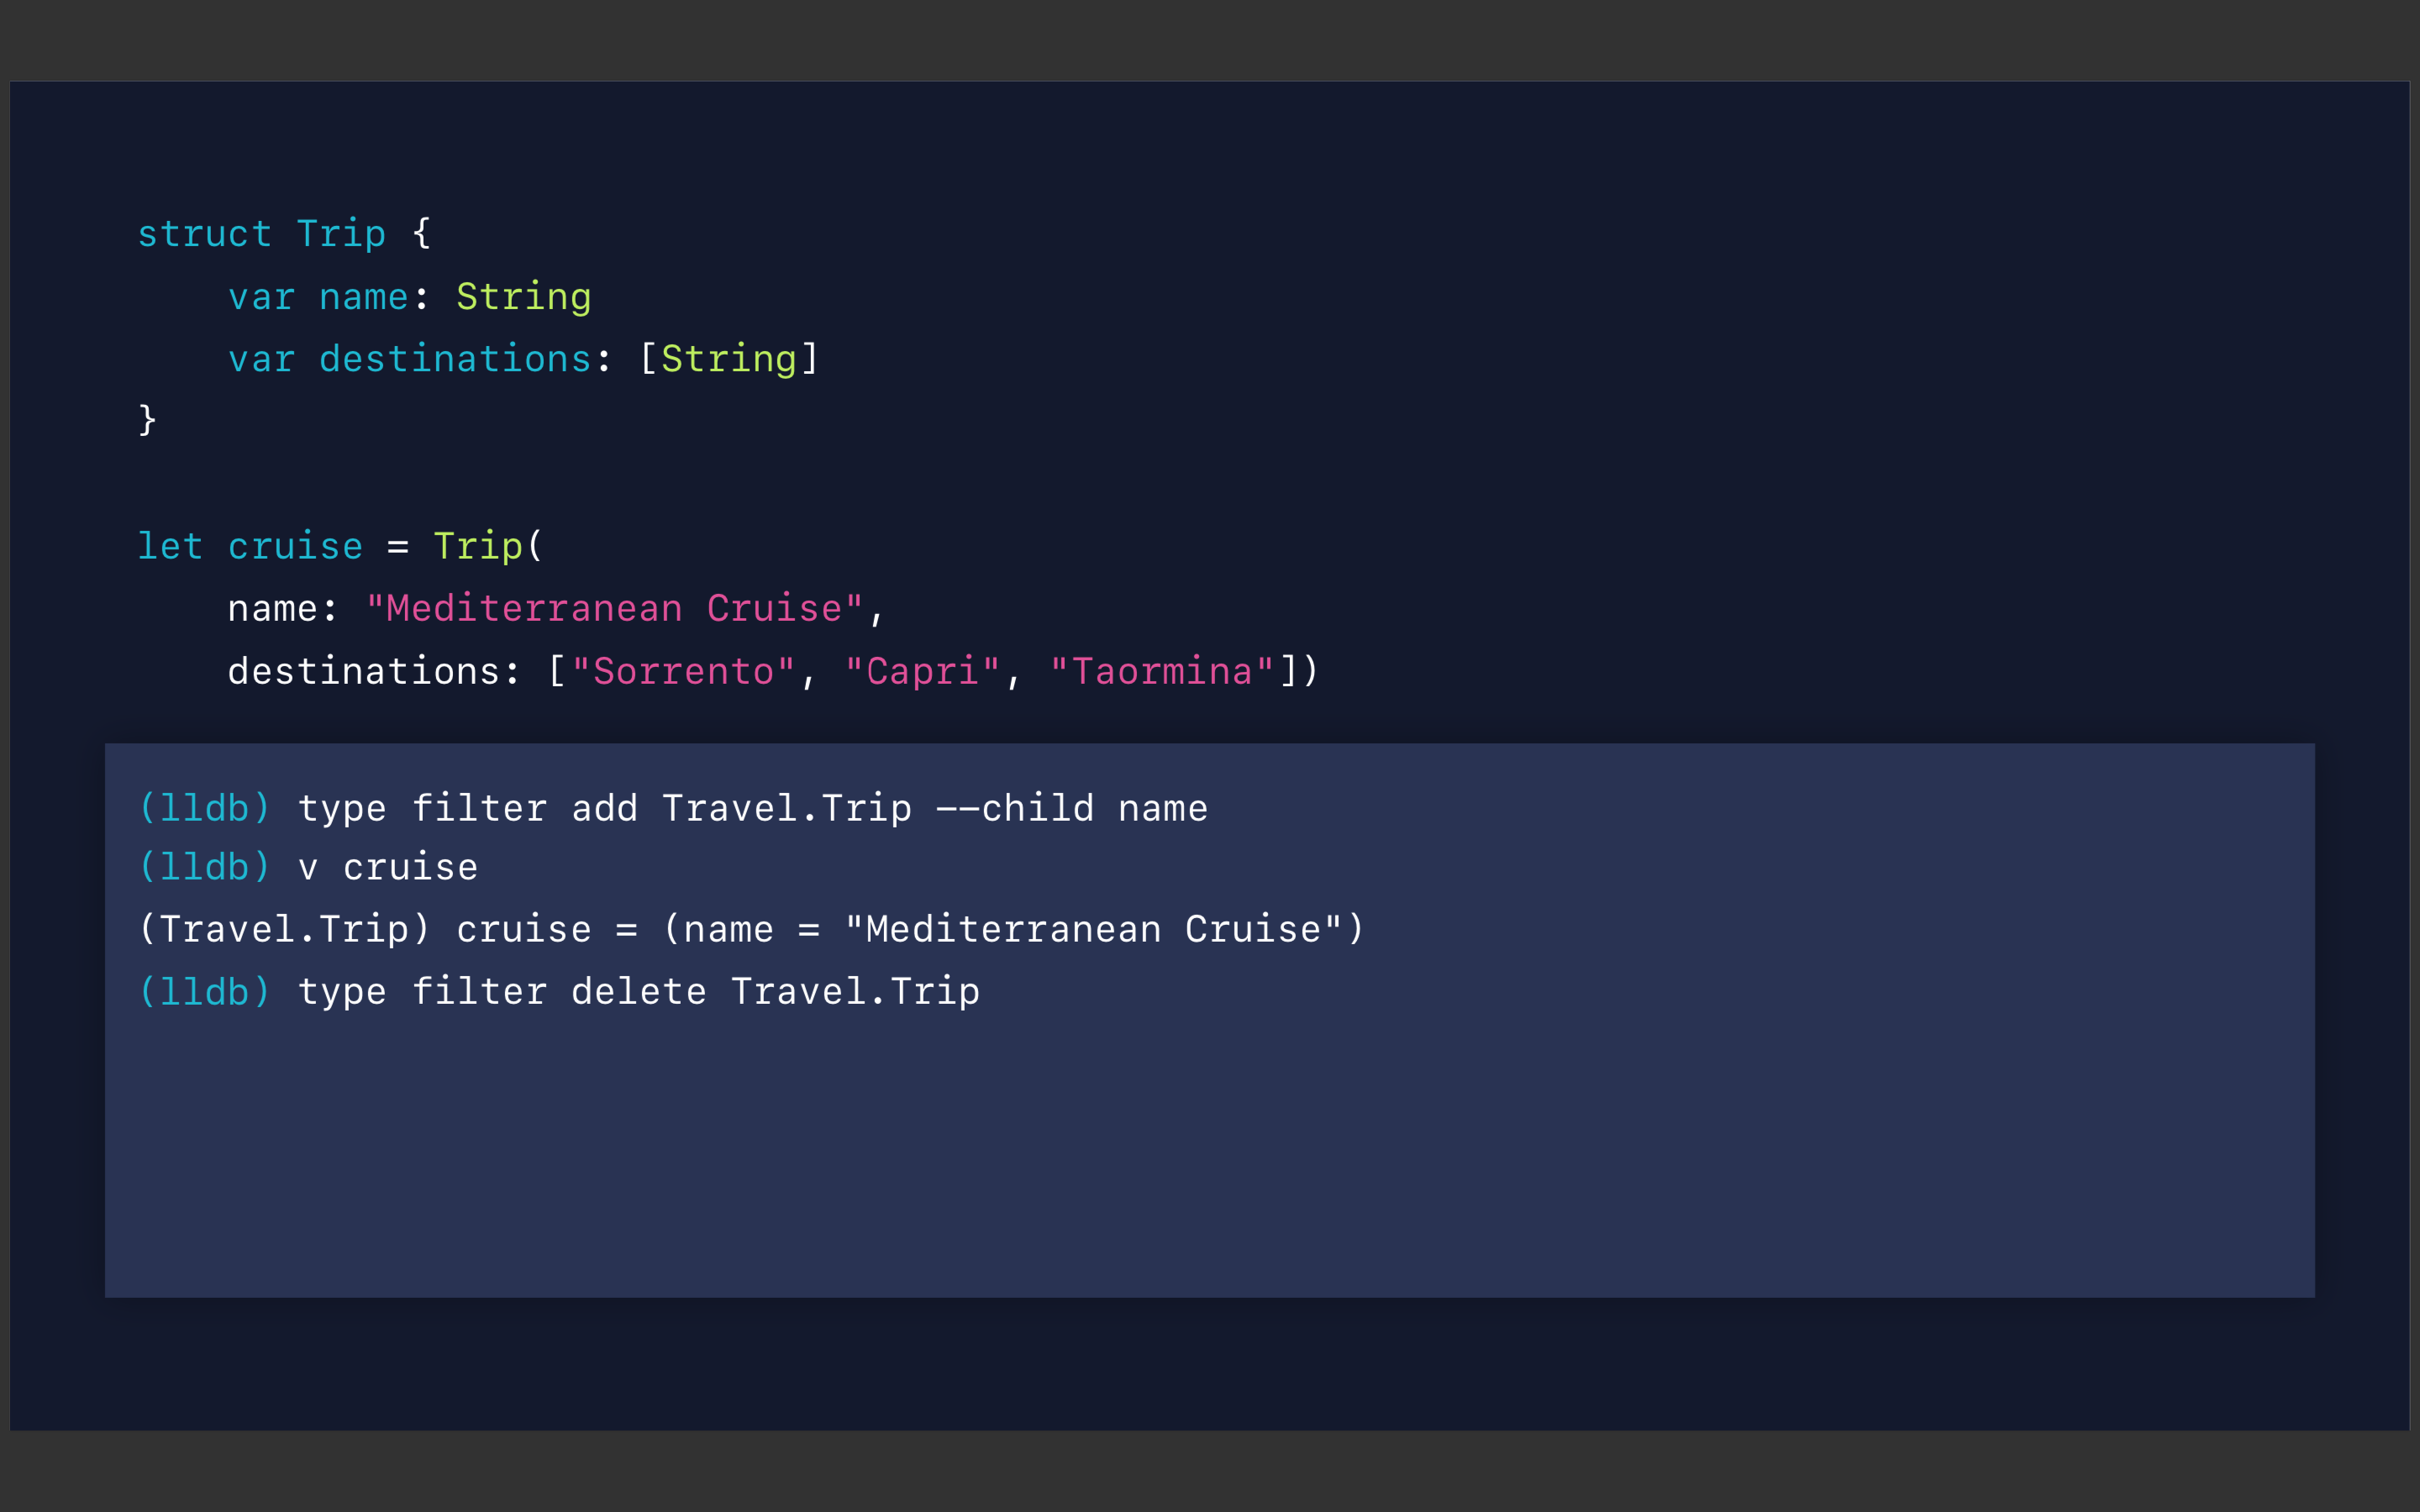 struct Trip {
    var name: String
    var destinations: [String]
}
let cruise = Trip(
    name: "Mediterranean Cruise",
    destinations: ["Sorrento", "Capri", "Taormina"])
(lldb) type filter add Travel.Trip --child name
(lldb) v cruise
(Travel.Trip) cruise = (name = "Mediterranean Cruise")
(lldb) type filter delete Travel.Trip